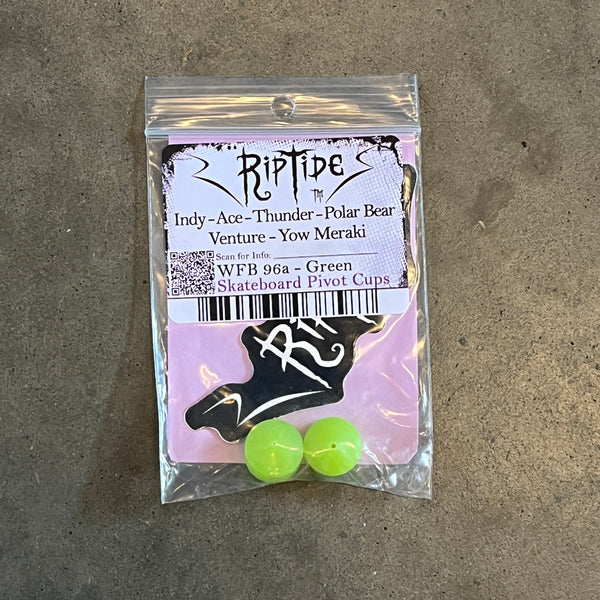 RIPTIDE TM
Indy-Ace-Thunder-Polar Bear
Venture - Yow Meraki
Scan for Info:
WFB 96a - Green
Skateboard Pivot Cups